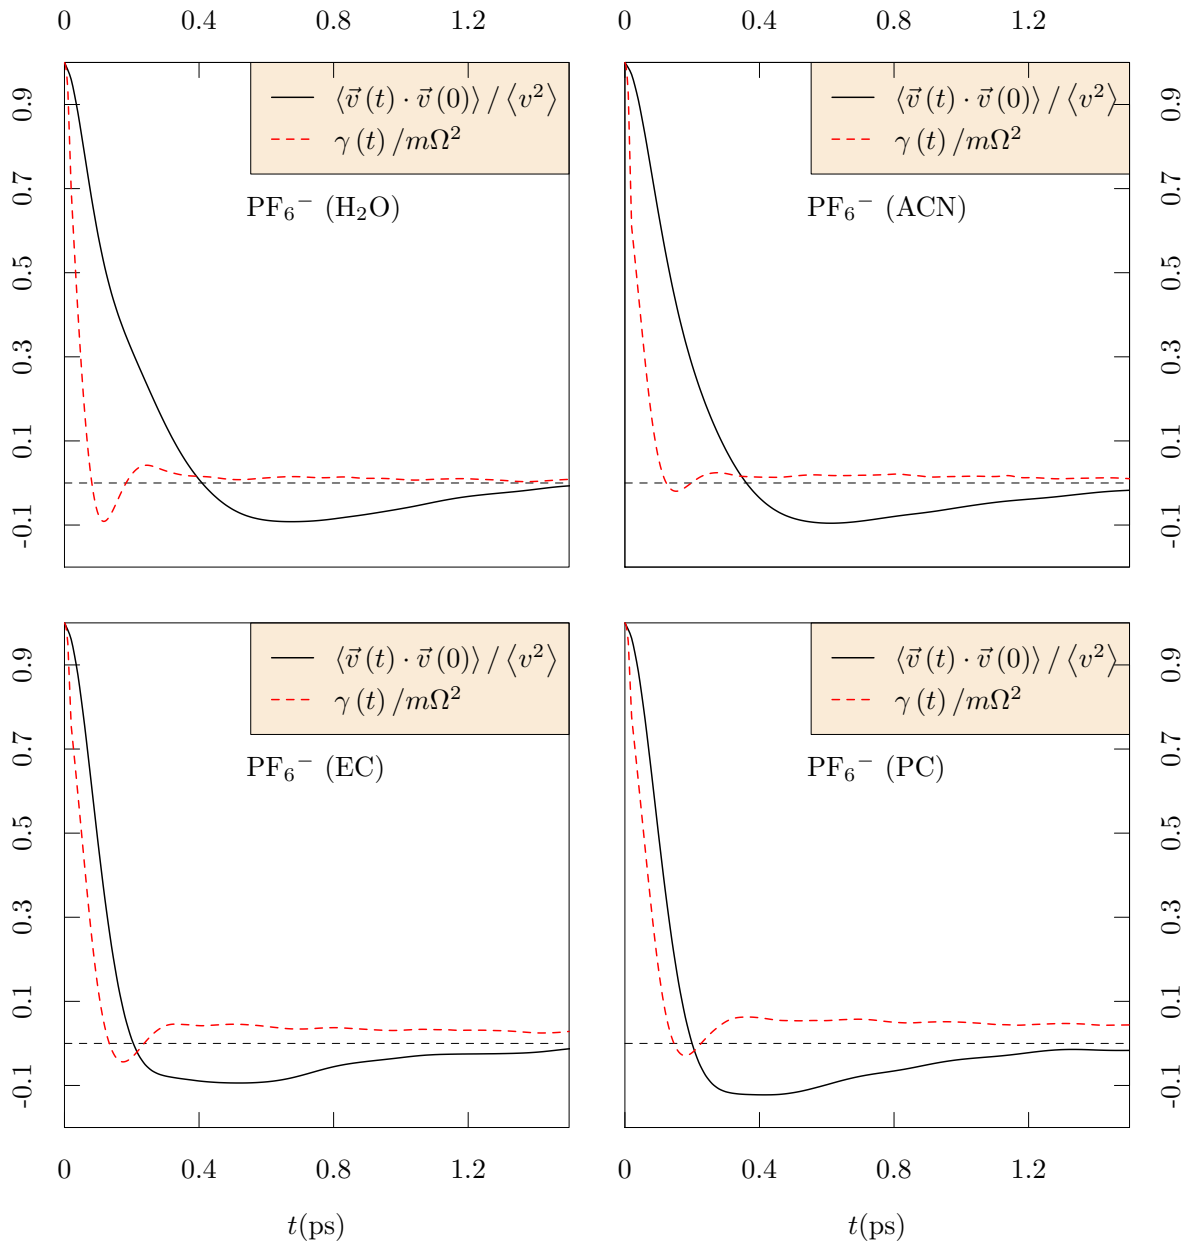 0 0.4 0.8 1.2 0 0.4 0.8 1.2
⟨v⃗(t) · v⃗(0)⟩ / ⟨v²⟩
γ(t)/mΩ²
PF₆⁻ (H₂O)
-0.1 0.1 0.3 0.5 0.7 0.9
⟨v⃗(t) · v⃗(0)⟩ / ⟨v²⟩
γ(t)/mΩ²
PF₆⁻ (ACN)
-0.1 0.1 0.3 0.5 0.7 0.9
⟨v⃗(t) · v⃗(0)⟩ / ⟨v²⟩
γ(t)/mΩ²
PF₆⁻ (EC)
-0.1 0.1 0.3 0.5 0.7 0.9
⟨v⃗(t) · v⃗(0)⟩ / ⟨v²⟩
γ(t)/mΩ²
PF₆⁻ (PC)
-0.1 0.1 0.3 0.5 0.7 0.9
0 0.4 0.8 1.2 0 0.4 0.8 1.2
t(ps) t(ps)